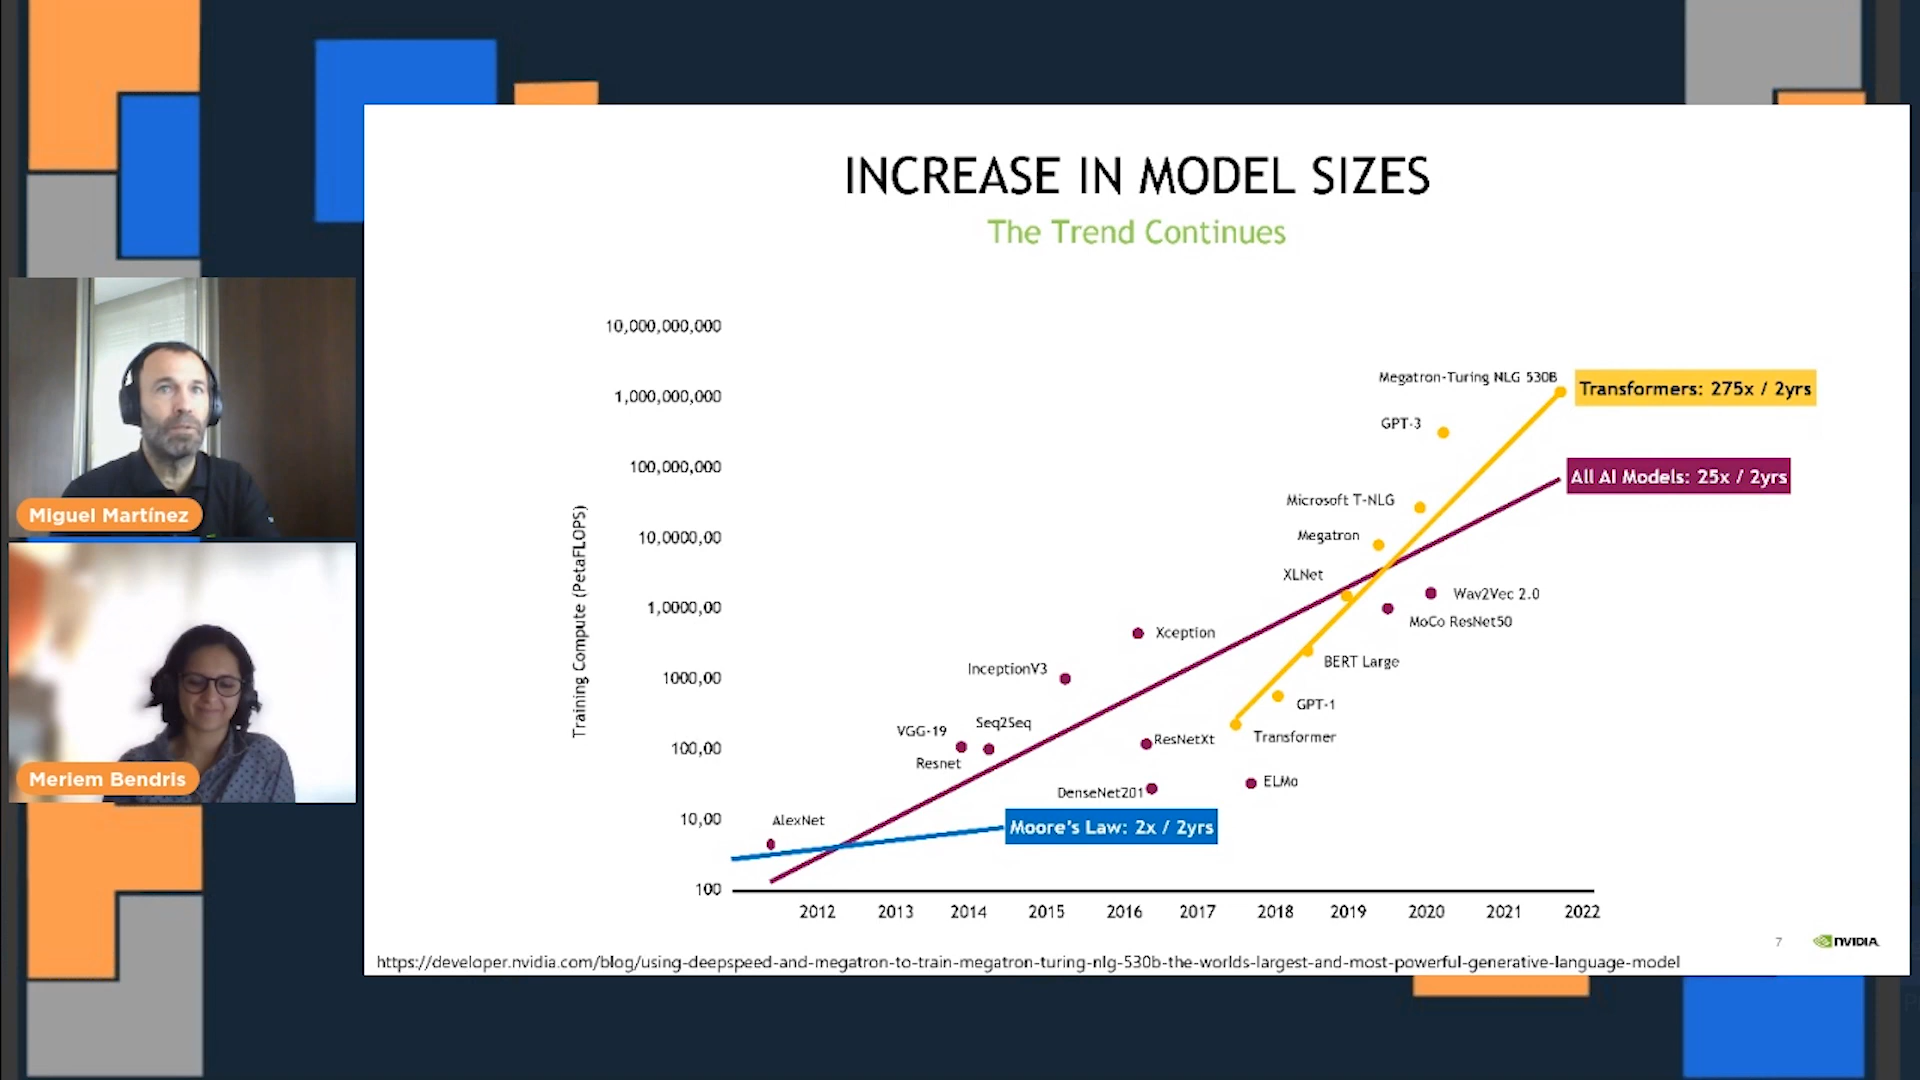 INCREASE IN MODEL SIZES
The Trend Continues
Training Compute (PetaFLOPS)
10,000,000,000
1,000,000,000
100,000,000
10,0000,00
1,0000,00
1000,00
100,00
10,00
100
2012 2013 2014 2015 2016 2017 2018 2019 2020 2021 2022
Megatron-Turing NLG 530B
Transformers: 275x / 2yrs
GPT-3
All AI Models: 25x / 2yrs
Microsoft T-NLG
Megatron
XLNet
Wav2Vec 2.0
MoCo ResNet50
Xception
BERT Large
InceptionV3
GPT-1
Seq2Seq
VGG-19
Transformer
ResNetXt
Resnet
ELMo
DenseNet201
AlexNet
Moore's Law: 2x / 2yrs
7
NVIDIA
https://developer.nvidia.com/blog/using-deepspeed-and-megatron-to-train-megatron-turing-nlg-530b-the-worlds-largest-and-most-powerful-generative-language-model
Miguel Martínez
Meriem Bendris